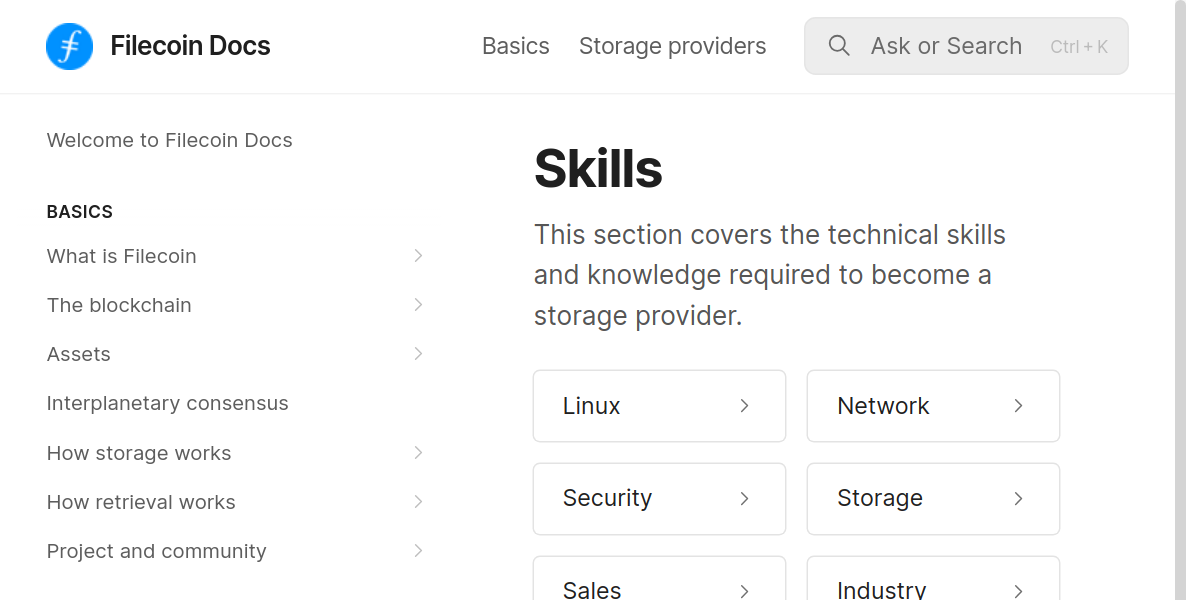 Filecoin Docs
Basics
Storage providers
Ask or Search
Ctrl + K
Welcome to Filecoin Docs
BASICS
What is Filecoin
The blockchain
Assets
Interplanetary consensus
How storage works
How retrieval works
Project and community
Skills
This section covers the technical skills
and knowledge required to become a
storage provider.
Linux
Network
Security
Storage
Sales
Industry